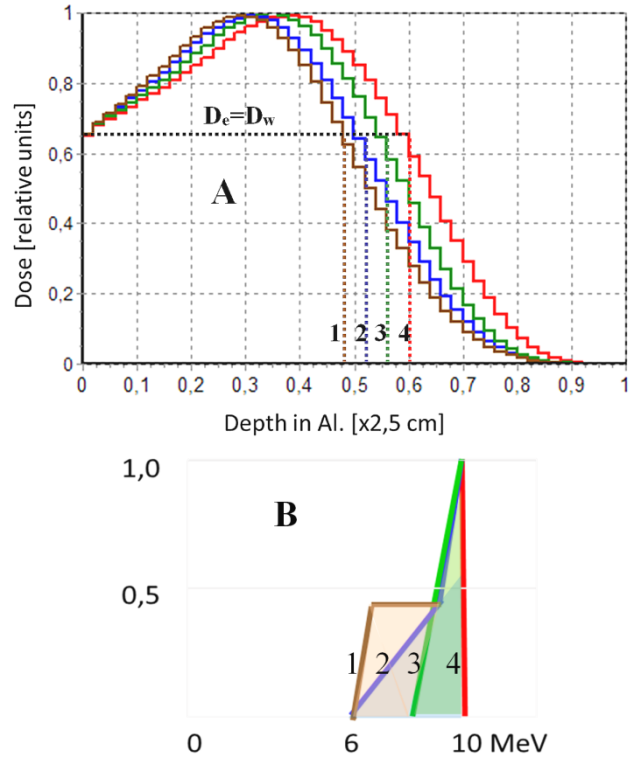 1
0,8
0,6
0,4
0,2
0
Dose [relative units]
Dₑ=D_w
A
1 2 3 4
0 0,1 0,2 0,3 0,4 0,5 0,6 0,7 0,8 0,9 1
Depth in Al. [x2,5 cm]
1,0
B
0,5
1 2 3 4
0 6 10 MeV